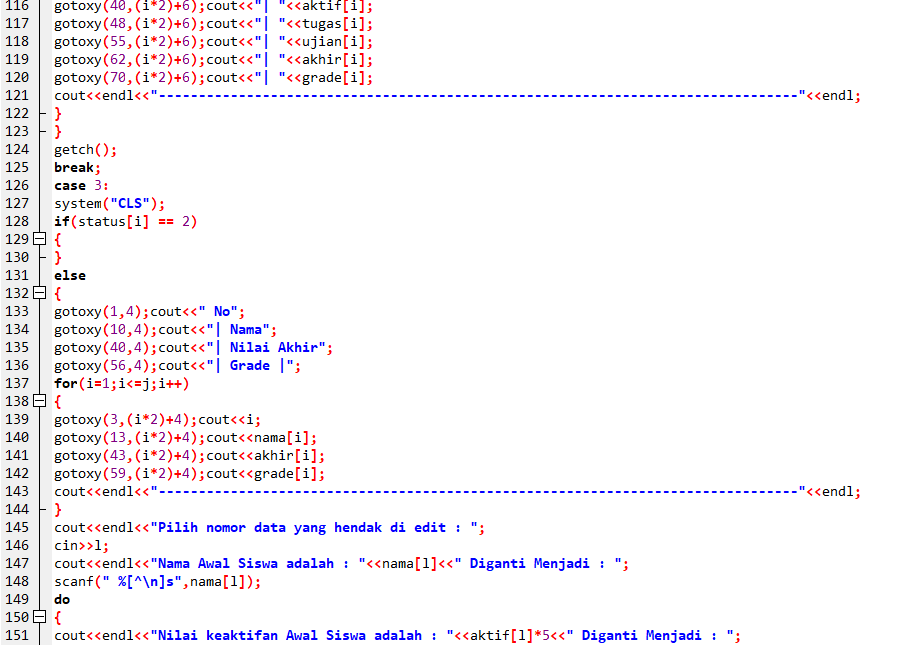 116 gotoxy(40,(i*2)+6);cout<<"| "<<aktif[i];
117 gotoxy(48,(i*2)+6);cout<<"| "<<tugas[i];
118 gotoxy(55,(i*2)+6);cout<<"| "<<ujian[i];
119 gotoxy(62,(i*2)+6);cout<<"| "<<akhir[i];
120 gotoxy(70,(i*2)+6);cout<<"| "<<grade[i];
121 cout<<endl<<"--------------------------------------------------------------------------------"<<endl;
122 }
123 }
124 getch();
125 break;
126 case 3:
127 system("CLS");
128 if(status[i] == 2)
129 {
130 }
131 else
132 {
133 gotoxy(1,4);cout<<" No";
134 gotoxy(10,4);cout<<"| Nama";
135 gotoxy(40,4);cout<<"| Nilai Akhir";
136 gotoxy(56,4);cout<<"| Grade |";
137 for(i=1;i<=j;i++)
138 {
139 gotoxy(3,(i*2)+4);cout<<i;
140 gotoxy(13,(i*2)+4);cout<<nama[i];
141 gotoxy(43,(i*2)+4);cout<<akhir[i];
142 gotoxy(59,(i*2)+4);cout<<grade[i];
143 cout<<endl<<"--------------------------------------------------------------------------------"<<endl;
144 }
145 cout<<endl<<"Pilih nomor data yang hendak di edit : ";
146 cin>>l;
147 cout<<endl<<"Nama Awal Siswa adalah : "<<nama[l]<<" Diganti Menjadi : ";
148 scanf(" %[^\n]s",nama[l]);
149 do
150 {
151 cout<<endl<<"Nilai keaktifan Awal Siswa adalah : "<<aktif[l]*5<<" Diganti Menjadi : ";